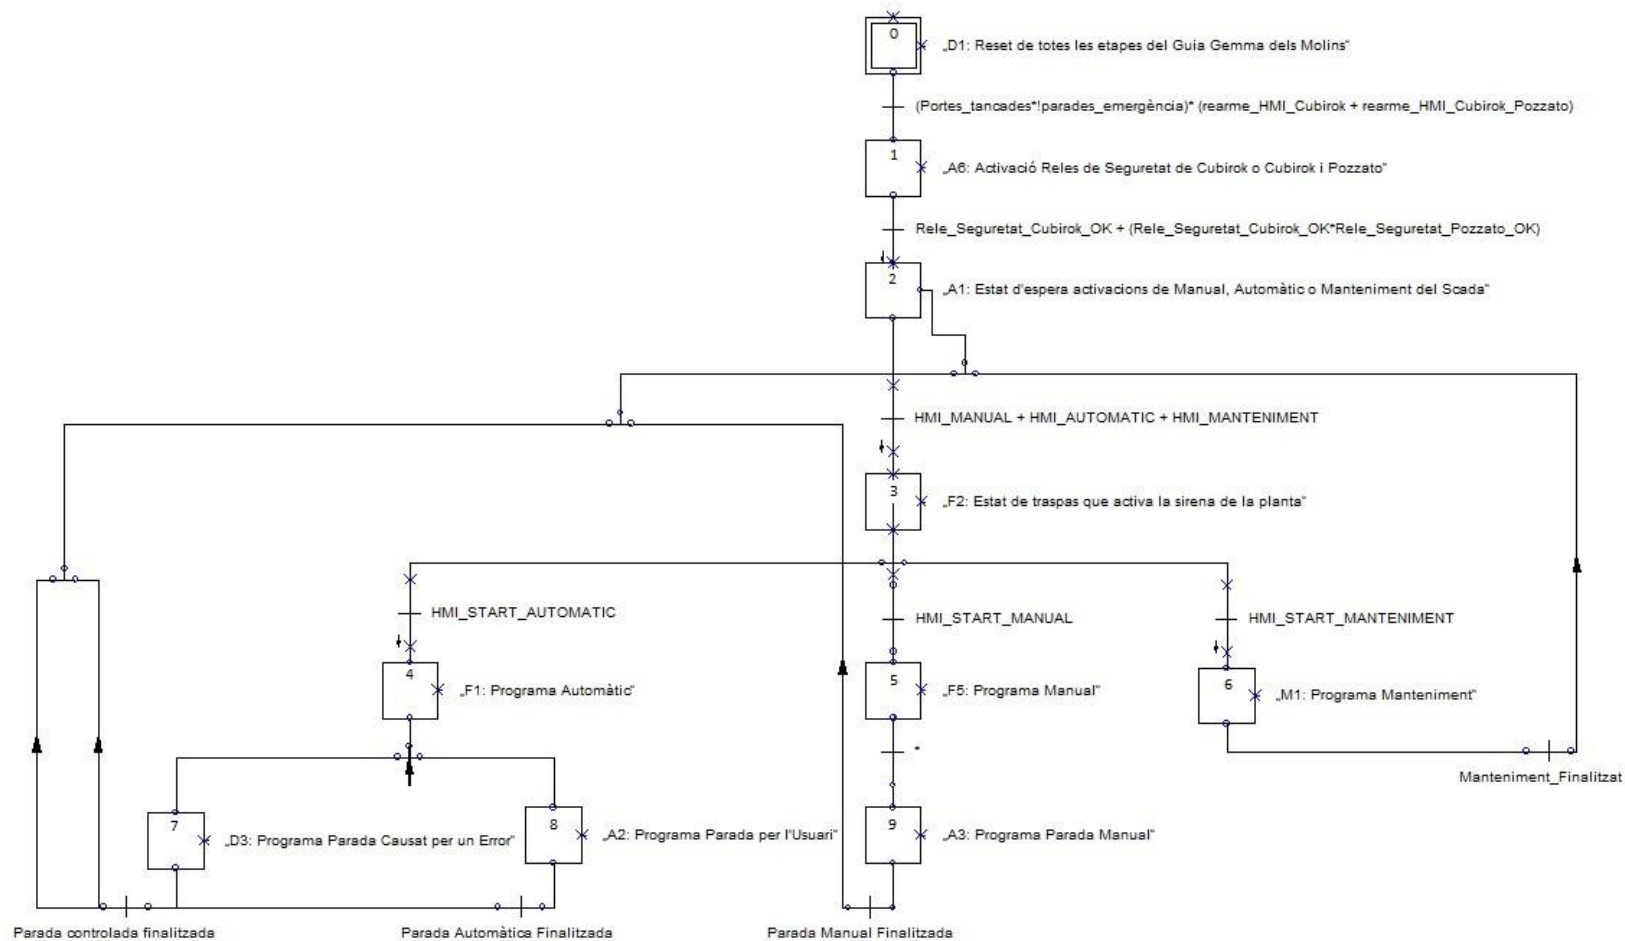 0
„D1: Reset de totes les etapes del Guia Gemma dels Molins"
(Portes_tancades*!parades_emergència)* (rearme_HMI_Cubirok + rearme_HMI_Cubirok_Pozzato)
1
„A6: Activació Reles de Seguretat de Cubirok o Cubirok i Pozzato"
Rele_Seguretat_Cubirok_OK + (Rele_Seguretat_Cubirok_OK*Rele_Seguretat_Pozzato_OK)
2
„A1: Estat d'espera activacions de Manual, Automàtic o Manteniment del Scada"
HMI_MANUAL + HMI_AUTOMATIC + HMI_MANTENIMENT
3
„F2: Estat de traspas que activa la sirena de la planta"
HMI_START_AUTOMATIC
HMI_START_MANUAL
HMI_START_MANTENIMENT
4
„F1: Programa Automàtic"
5
„F5: Programa Manual"
6
„M1: Programa Manteniment"
*
Manteniment_Finalitzat
7
„D3: Programa Parada Causat per un Error"
8
„A2: Programa Parada per l'Usuari"
9
„A3: Programa Parada Manual"
Parada controlada finalitzada
Parada Automàtica Finalitzada
Parada Manual Finalitzada